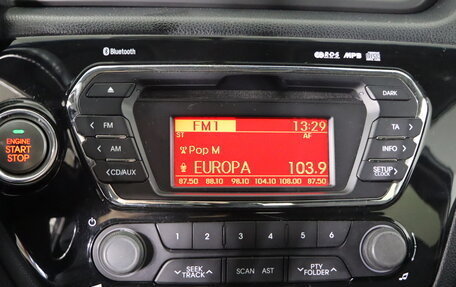 Bluetooth
RDS MP3
DARK
FM1 13:29
ST AF
Pop M
EUROPA 103.9
87.50 88.10 98.10 104.10 108.00 87.50
< FM
< AM
< CD/AUX
TA >
INFO >
SETUP >
CLOCK
ENGINE
START
STOP
1 2 3 4 5 6
SEEK
TRACK
SCAN AST
PTY
FOLDER